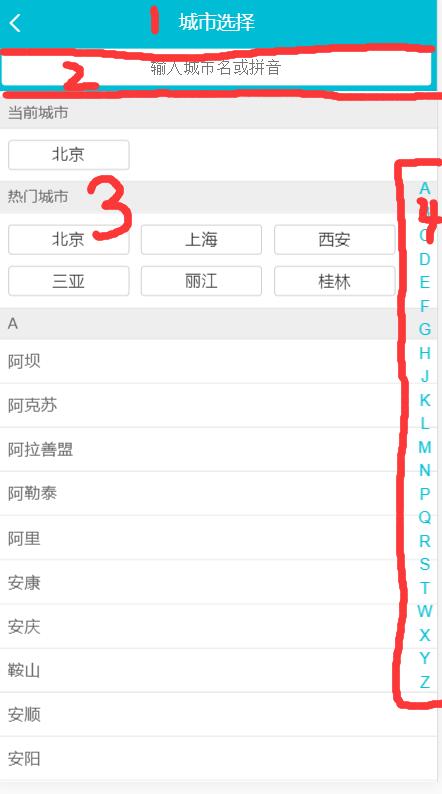 1 城市选择
2 输入城市名或拼音
当前城市
北京
热门城市
3
北京 上海 西安
三亚 丽江 桂林
A
阿坝
阿克苏
阿拉善盟
阿勒泰
阿里
安康
安庆
鞍山
安顺
安阳
4
A
C
D
E
F
G
H
J
K
L
M
N
P
Q
R
S
T
W
X
Y
Z